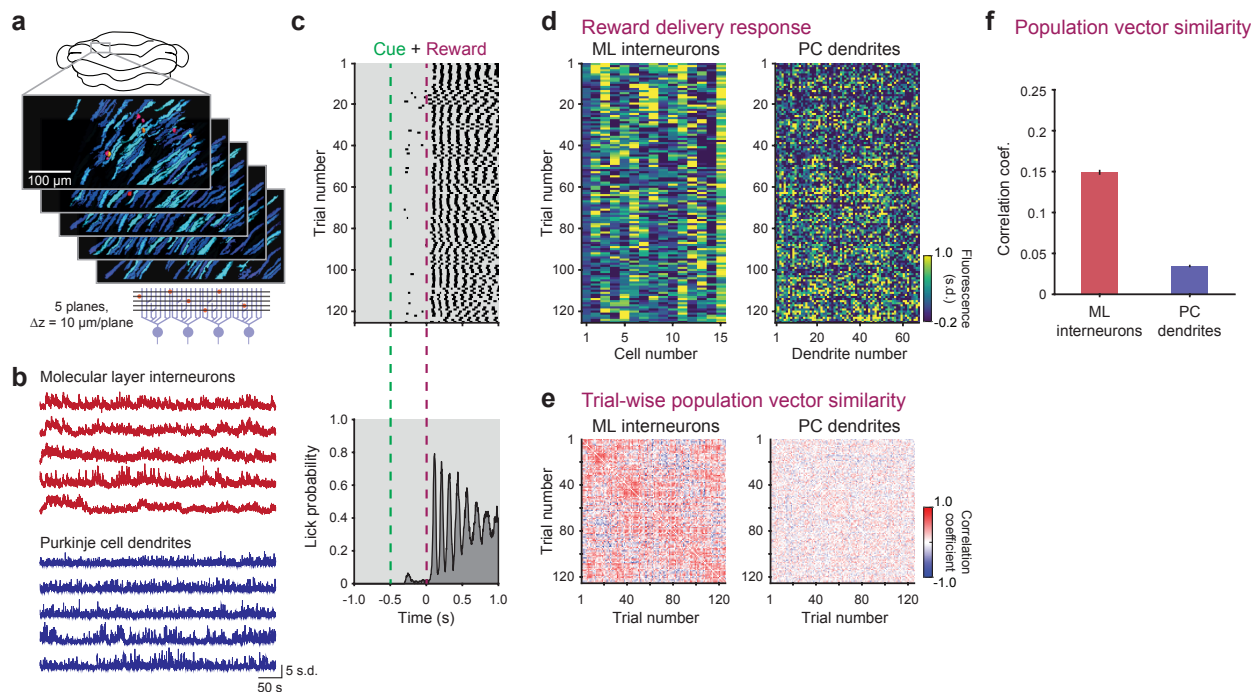 a
100 µm
5 planes,
Δz = 10 µm/plane
b
Molecular layer interneurons
Purkinje cell dendrites
5 s.d.
50 s
c
Cue + Reward
Trial number
1
20
40
60
80
100
120
Lick probability
1.0
0.8
0.6
0.4
0.2
0
-1.0
-0.5
0
0.5
1.0
Time (s)
d
Reward delivery response
ML interneurons
PC dendrites
Trial number
1
20
40
60
80
100
120
1
5
10
15
Cell number
1
20
40
60
Dendrite number
1.0
-0.2
Fluorescence
(s.d.)
e
Trial-wise population vector similarity
ML interneurons
PC dendrites
Trial number
1
40
80
120
1
40
80
120
Trial number
1
40
80
120
Trial number
1.0
-1.0
Correlation
coefficient
f
Population vector similarity
Correlation coef.
0.25
0.2
0.15
0.1
0.05
0
ML
interneurons
PC
dendrites